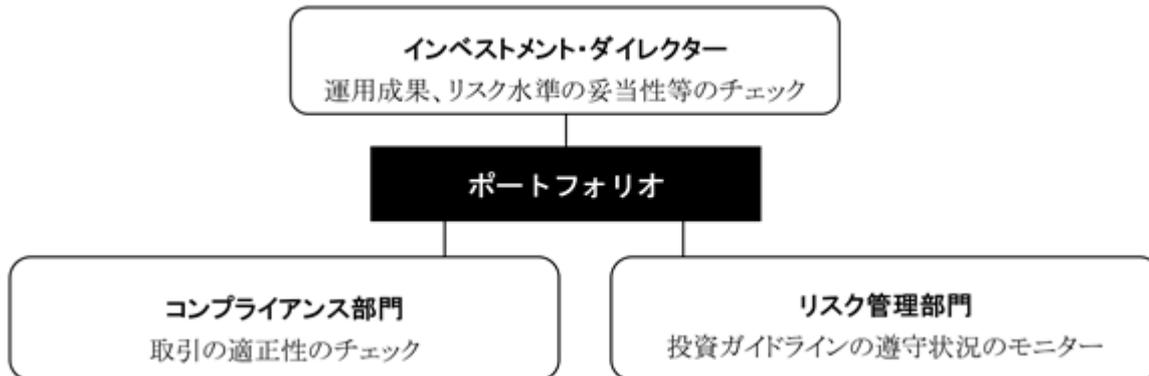 インベストメント・ダイレクター
運用成果、リスク水準の妥当性等のチェック
ポートフォリオ
コンプライアンス部門
取引の適正性のチェック
リスク管理部門
投資ガイドラインの遵守状況のモニター